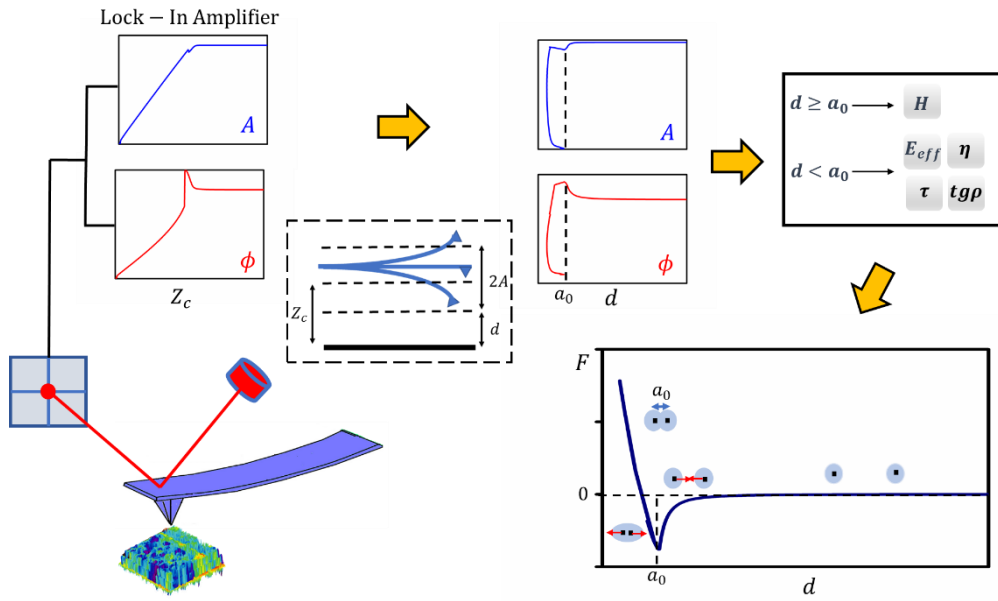 Lock − In Amplifier
A
ϕ
Z_c
A
ϕ
a_0
d
d ≥ a_0
H
d < a_0
E_eff
η
τ
tgρ
Z_c
2A
d
F
a_0
0
a_0
d